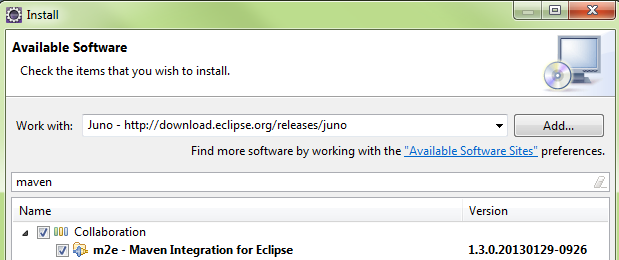 Install
Available Software
Check the items that you wish to install.
Work with: Juno - http://download.eclipse.org/releases/juno Add...
Find more software by working with the "Available Software Sites" preferences.
maven
Name Version
Collaboration
m2e - Maven Integration for Eclipse 1.3.0.20130129-0926